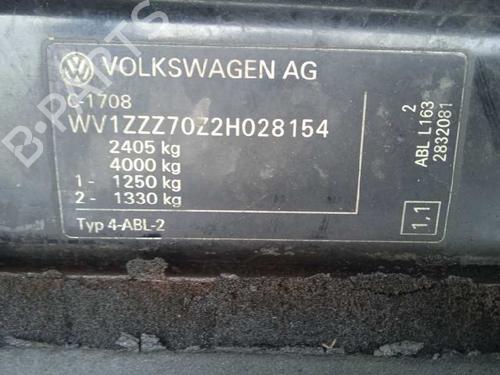 VOLKSWAGEN AG
C-1708
WV1ZZZ70Z2H028154
2405 kg
4000 kg
1 - 1250 kg
2 - 1330 kg
Typ 4-ABL-2
2
ABL L163
2832081
1,1
B-PARTS